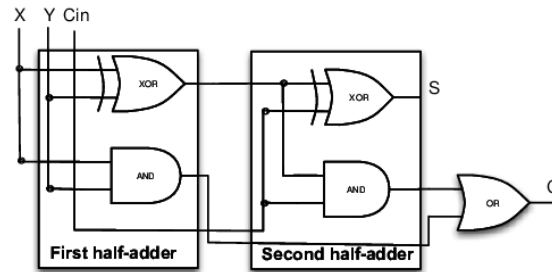 X Y Cin
XOR
XOR
S
AND
AND
OR
First half-adder
Second half-adder